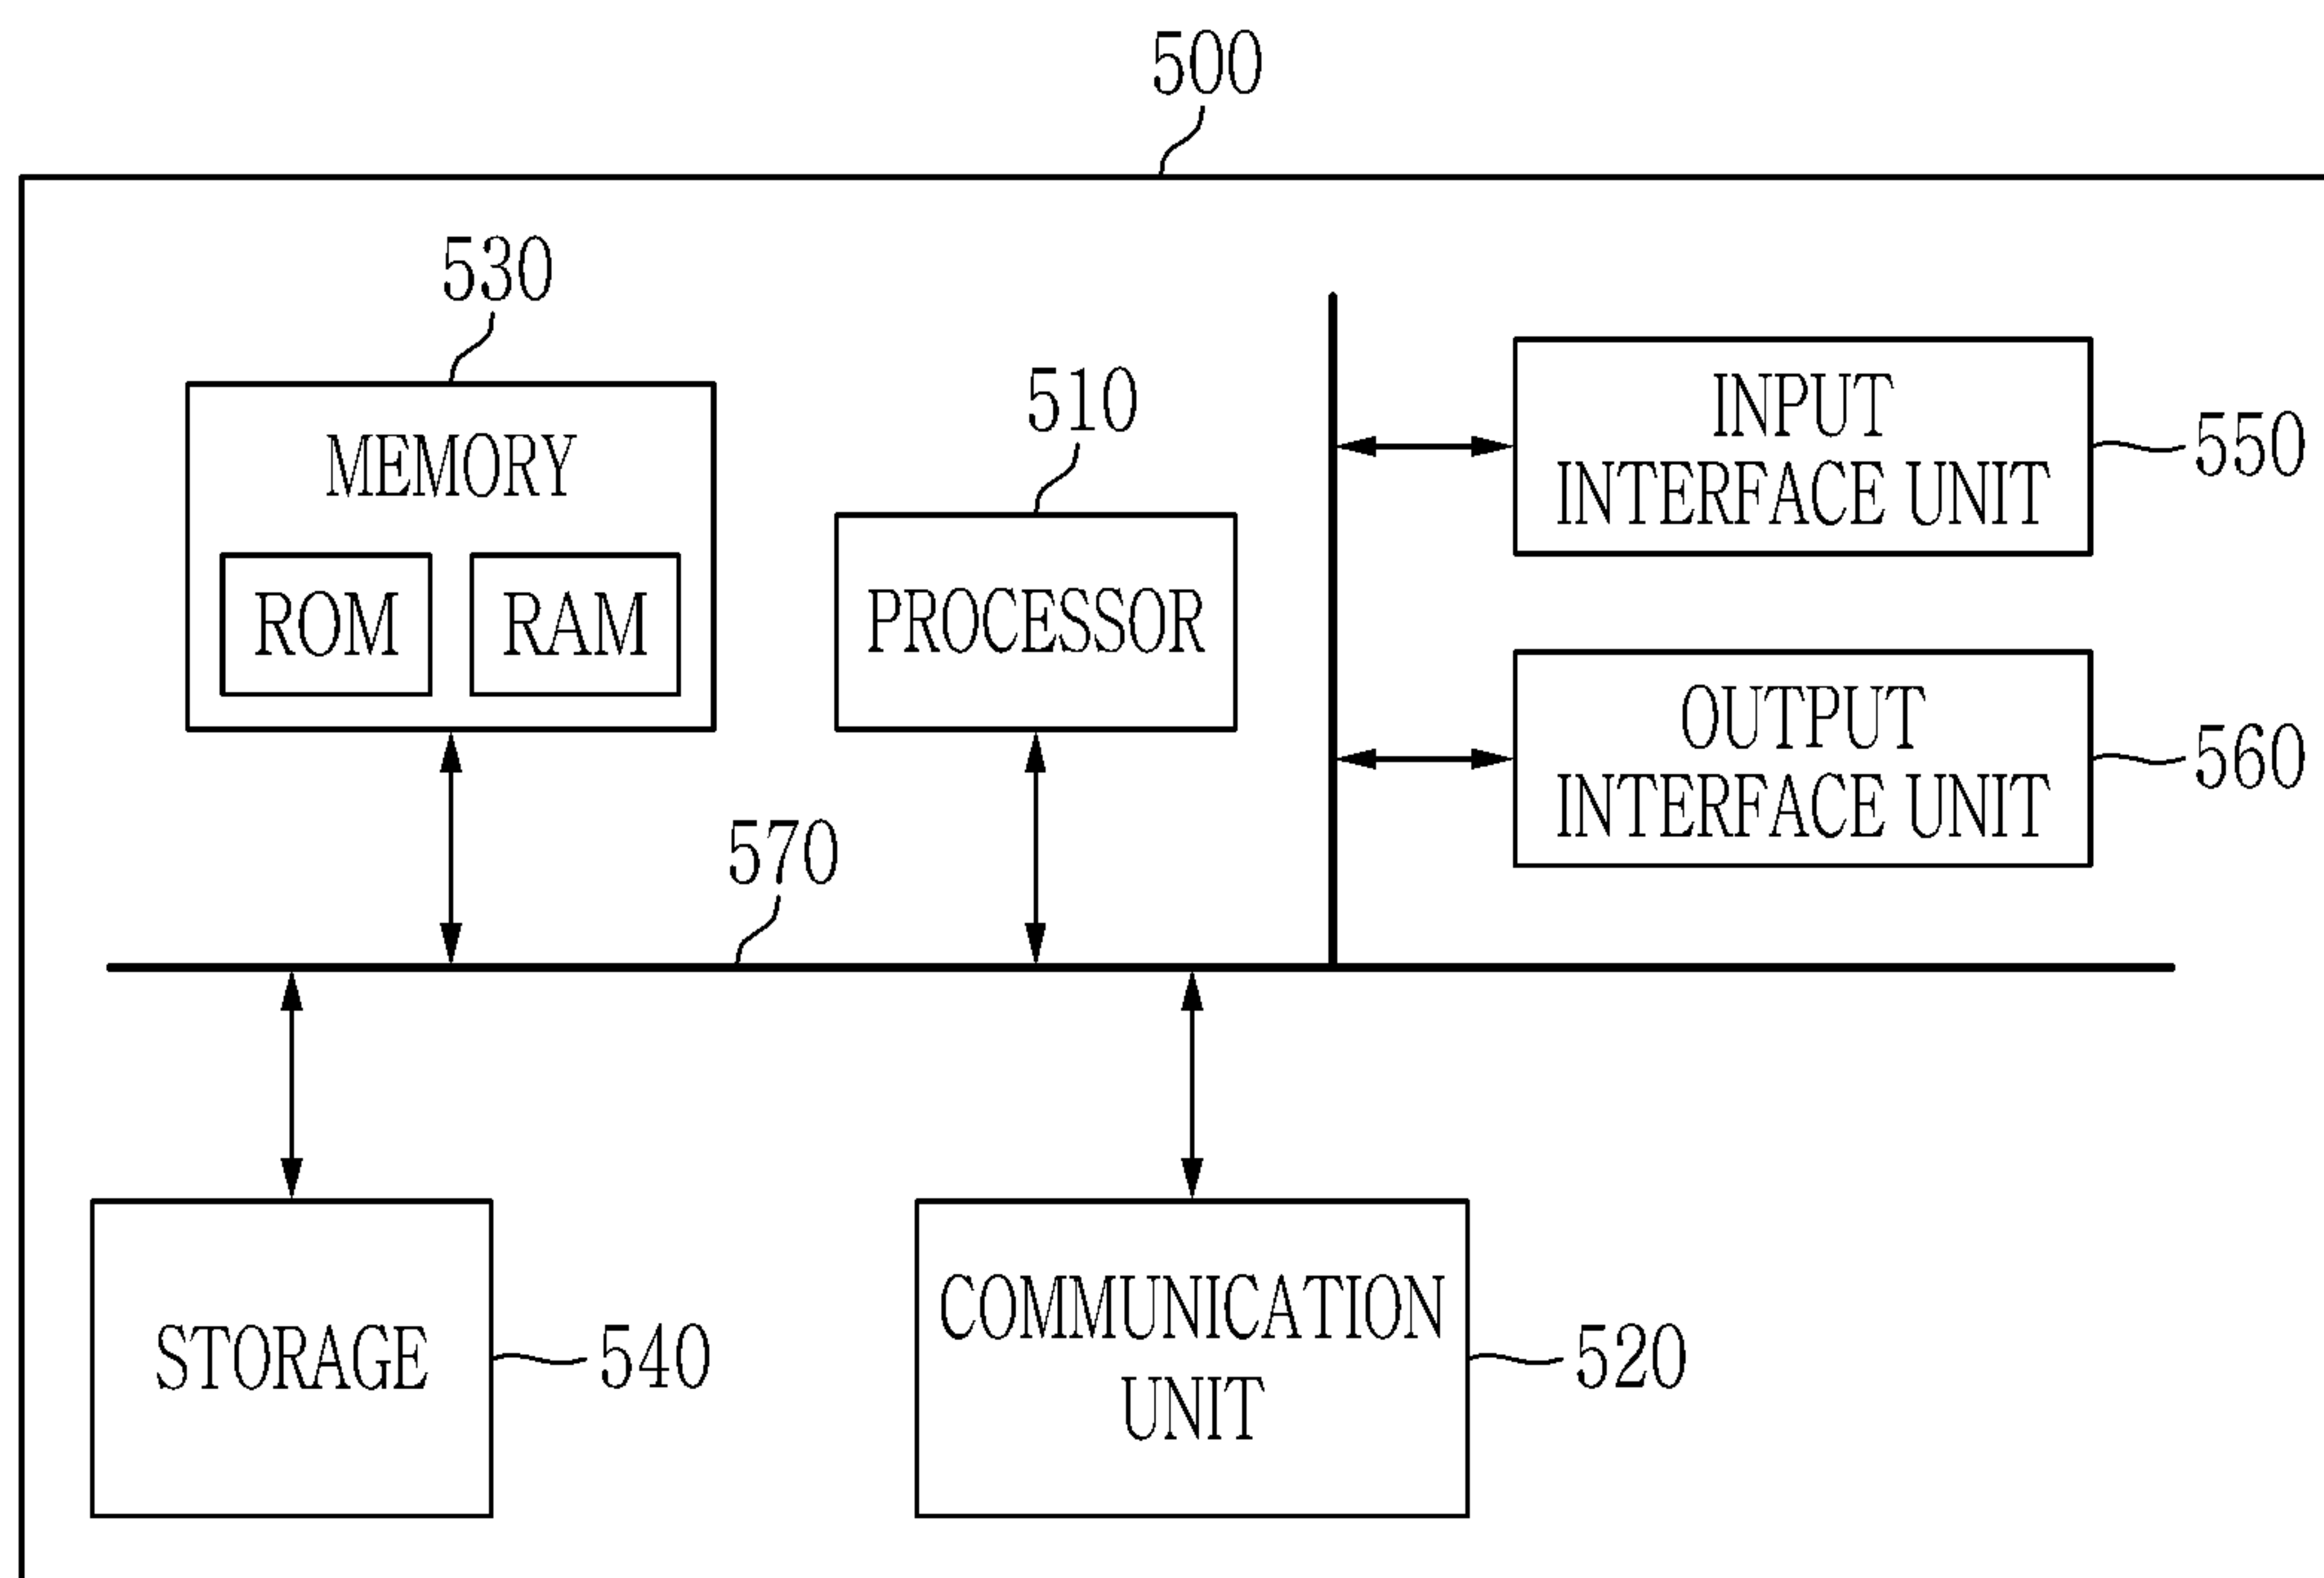 500
530
MEMORY
ROM
RAM
510
PROCESSOR
INPUT
INTERFACE UNIT
550
OUTPUT
INTERFACE UNIT
560
570
STORAGE
540
COMMUNICATION
UNIT
520